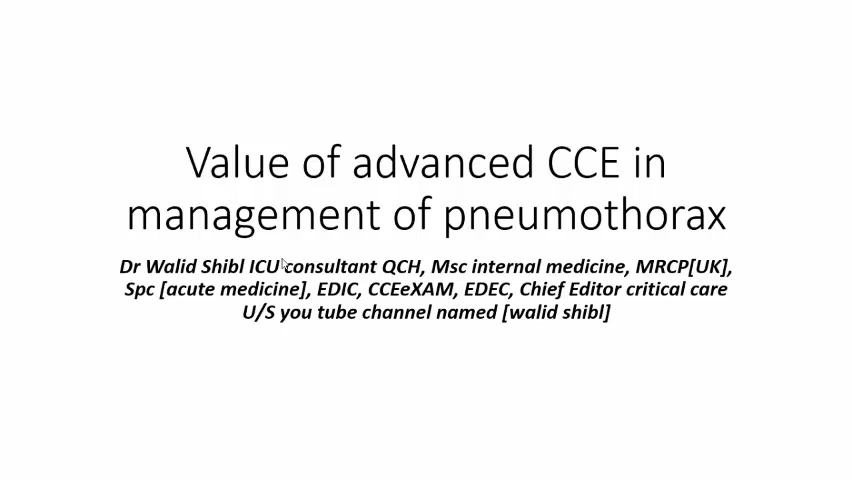 Value of advanced CCE in
management of pneumothorax
Dr Walid Shibl ICU consultant QCH, Msc internal medicine, MRCP[UK],
Spc [acute medicine], EDIC, CCEeXAM, EDEC, Chief Editor critical care
U/S you tube channel named [walid shibl]